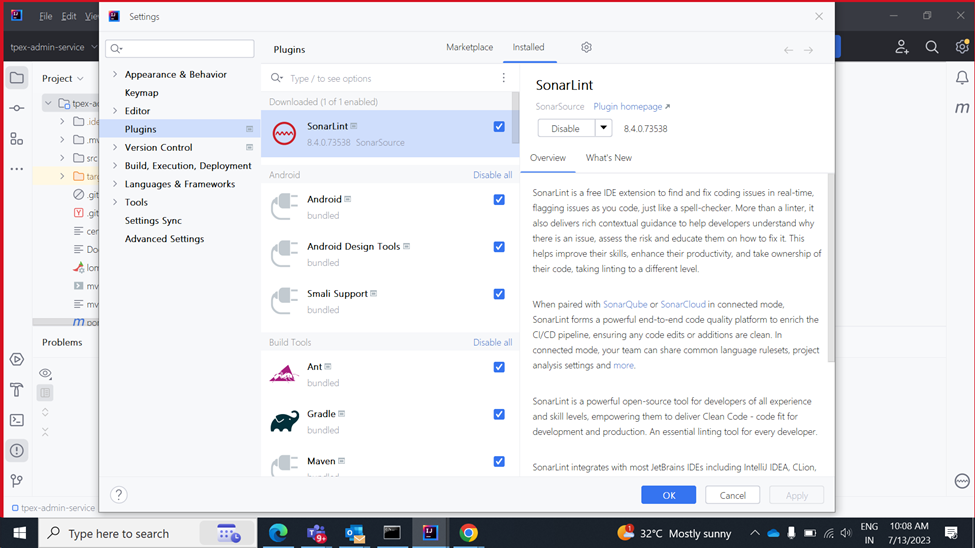 File Edit
Settings
tpex-admin-service
Plugins
Marketplace
Installed
Project
Appearance & Behavior
Keymap
Editor
Plugins
Version Control
Build, Execution, Deployment
Languages & Frameworks
Tools
Settings Sync
Advanced Settings
Type / to see options
Downloaded (1 of 1 enabled)
SonarLint
8.4.0.73538 SonarSource
Android
Disable all
Android
bundled
Android Design Tools
bundled
Smali Support
bundled
Build Tools
Disable all
Ant
bundled
Gradle
bundled
Maven
SonarLint
SonarSource Plugin homepage
Disable
8.4.0.73538
Overview
What's New
SonarLint is a free IDE extension to find and fix coding issues in real-time,
flagging issues as you code, just like a spell-checker. More than a linter, it
also delivers rich contextual guidance to help developers understand why
there is an issue, assess the risk and educate them on how to fix it. This
helps improve their skills, enhance their productivity, and take ownership of
their code, taking linting to a different level.
When paired with SonarQube or SonarCloud in connected mode,
SonarLint forms a powerful end-to-end code quality platform to enrich the
CI/CD pipeline, ensuring any code edits or additions are clean. In
connected mode, your team can share common language rulesets, project
analysis settings and more.
SonarLint is a powerful open-source tool for developers of all experience
and skill levels, empowering them to deliver Clean Code - code fit for
development and production. An essential linting tool for every developer.
SonarLint integrates with most JetBrains IDEs including IntelliJ IDEA, CLion,
Problems
OK
Cancel
Apply
tpex-admin-service
Type here to search
9+
32°C Mostly sunny
ENG
IN
10:08 AM
7/13/2023